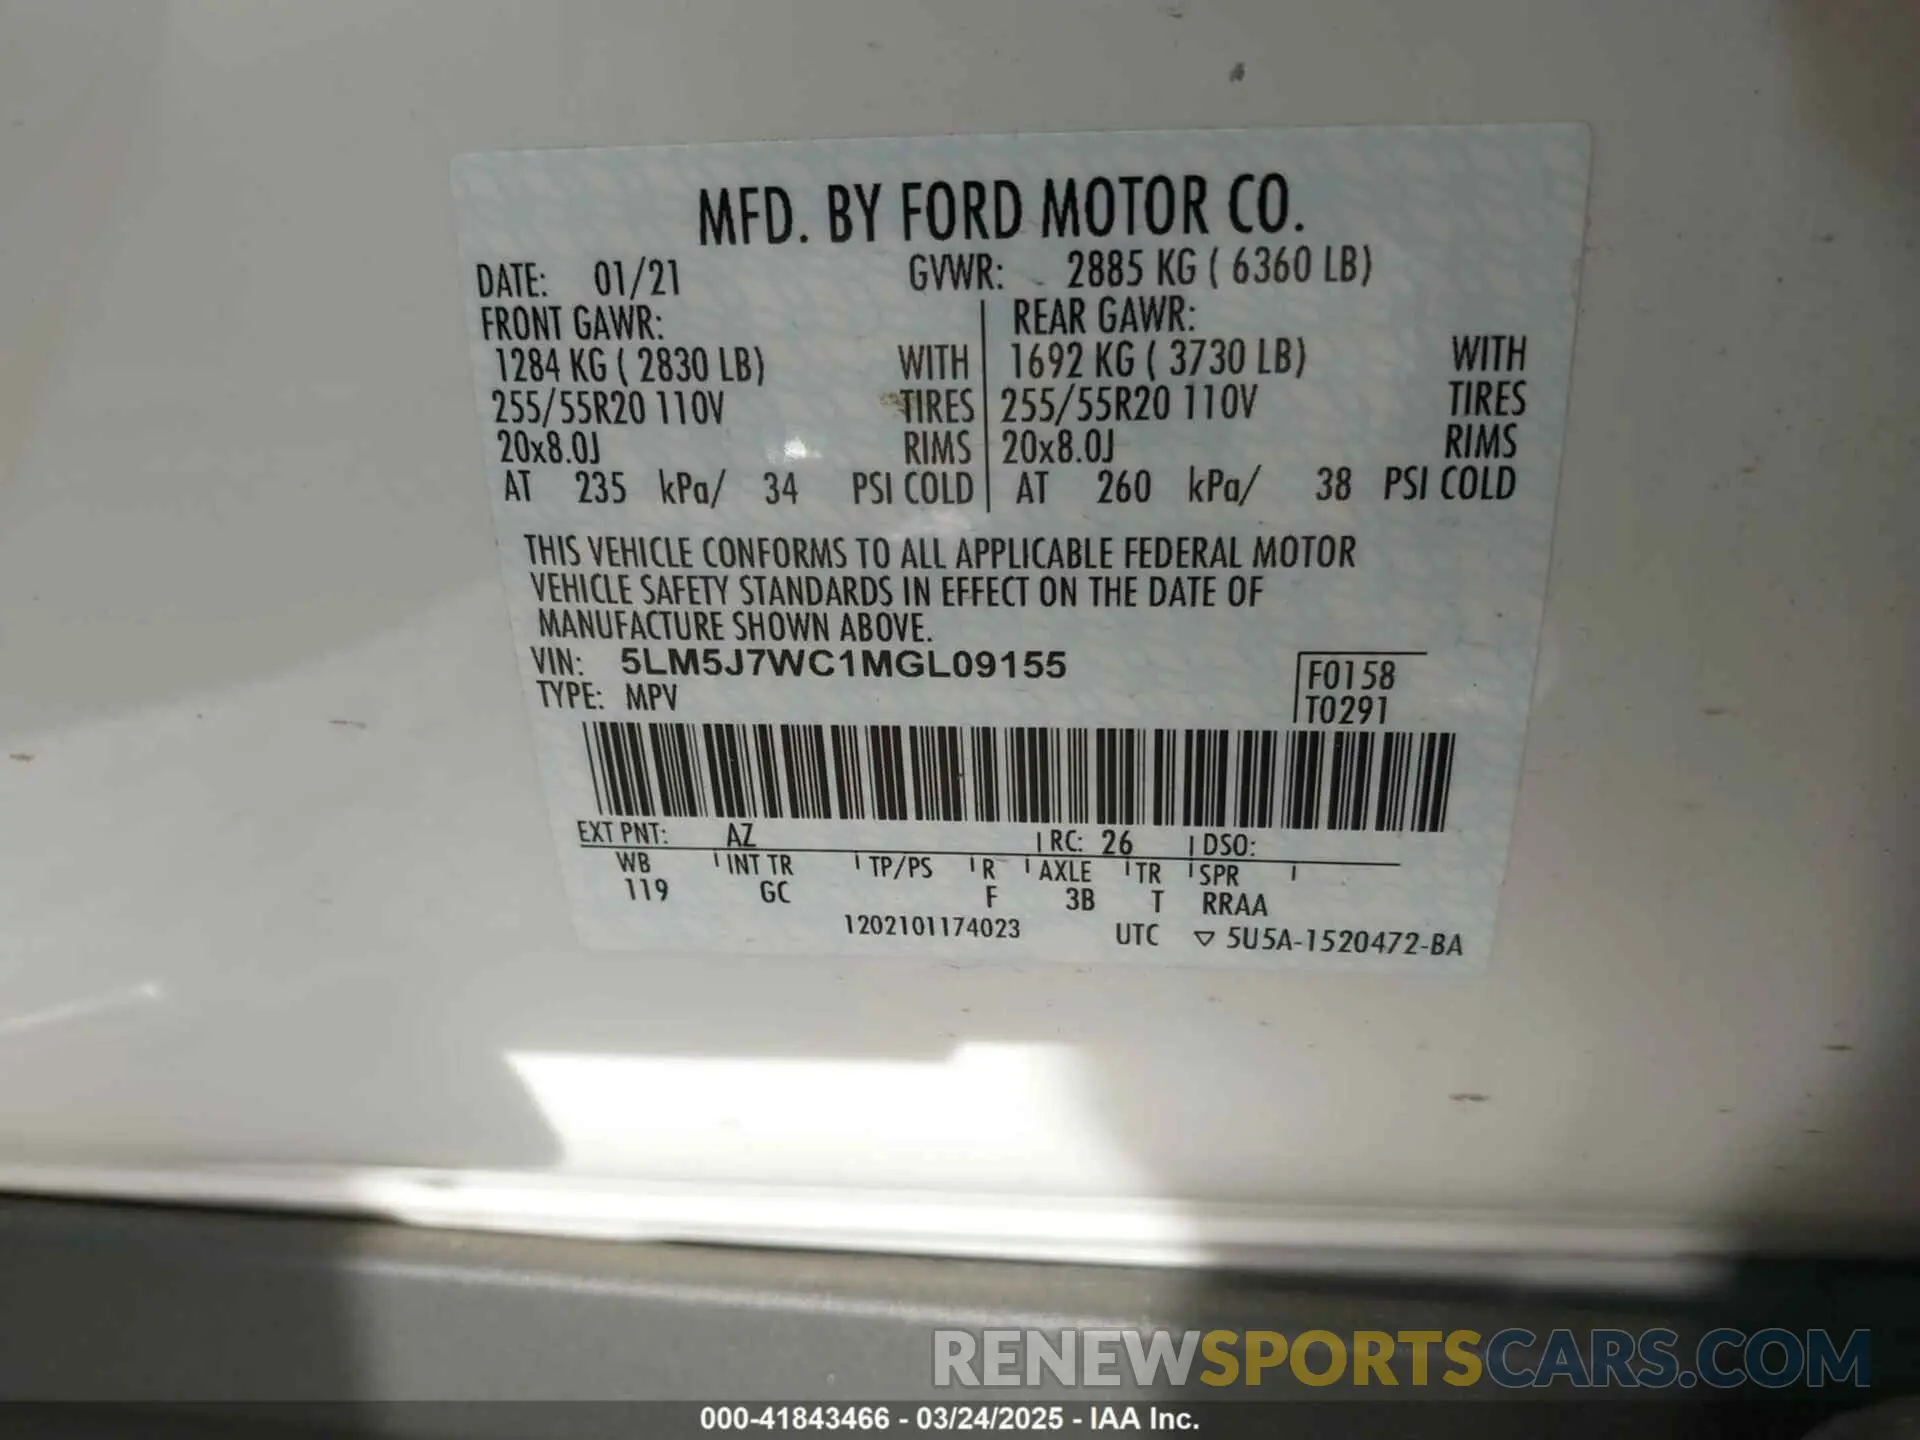 MFD. BY FORD MOTOR CO.
DATE: 01/21 GVWR: 2885 KG ( 6360 LB)
FRONT GAWR: REAR GAWR:
1284 KG ( 2830 LB) WITH 1692 KG ( 3730 LB) WITH
255/55R20 110V TIRES 255/55R20 110V TIRES
20x8.0J RIMS 20x8.0J RIMS
AT 235 kPa/ 34 PSI COLD AT 260 kPa/ 38 PSI COLD
THIS VEHICLE CONFORMS TO ALL APPLICABLE FEDERAL MOTOR
VEHICLE SAFETY STANDARDS IN EFFECT ON THE DATE OF
MANUFACTURE SHOWN ABOVE.
VIN: 5LM5J7WC1MGL09155 F0158
TYPE: MPV T0291
EXT PNT: AZ RC: 26 DSO:
WB INT TR TP/PS R AXLE TR SPR
119 GC F 3B T RRAA
1202101174023 UTC ▽ 5U5A-1520472-BA
RENEWSPORTSCARS.COM
000-41843466 - 03/24/2025 - IAA Inc.